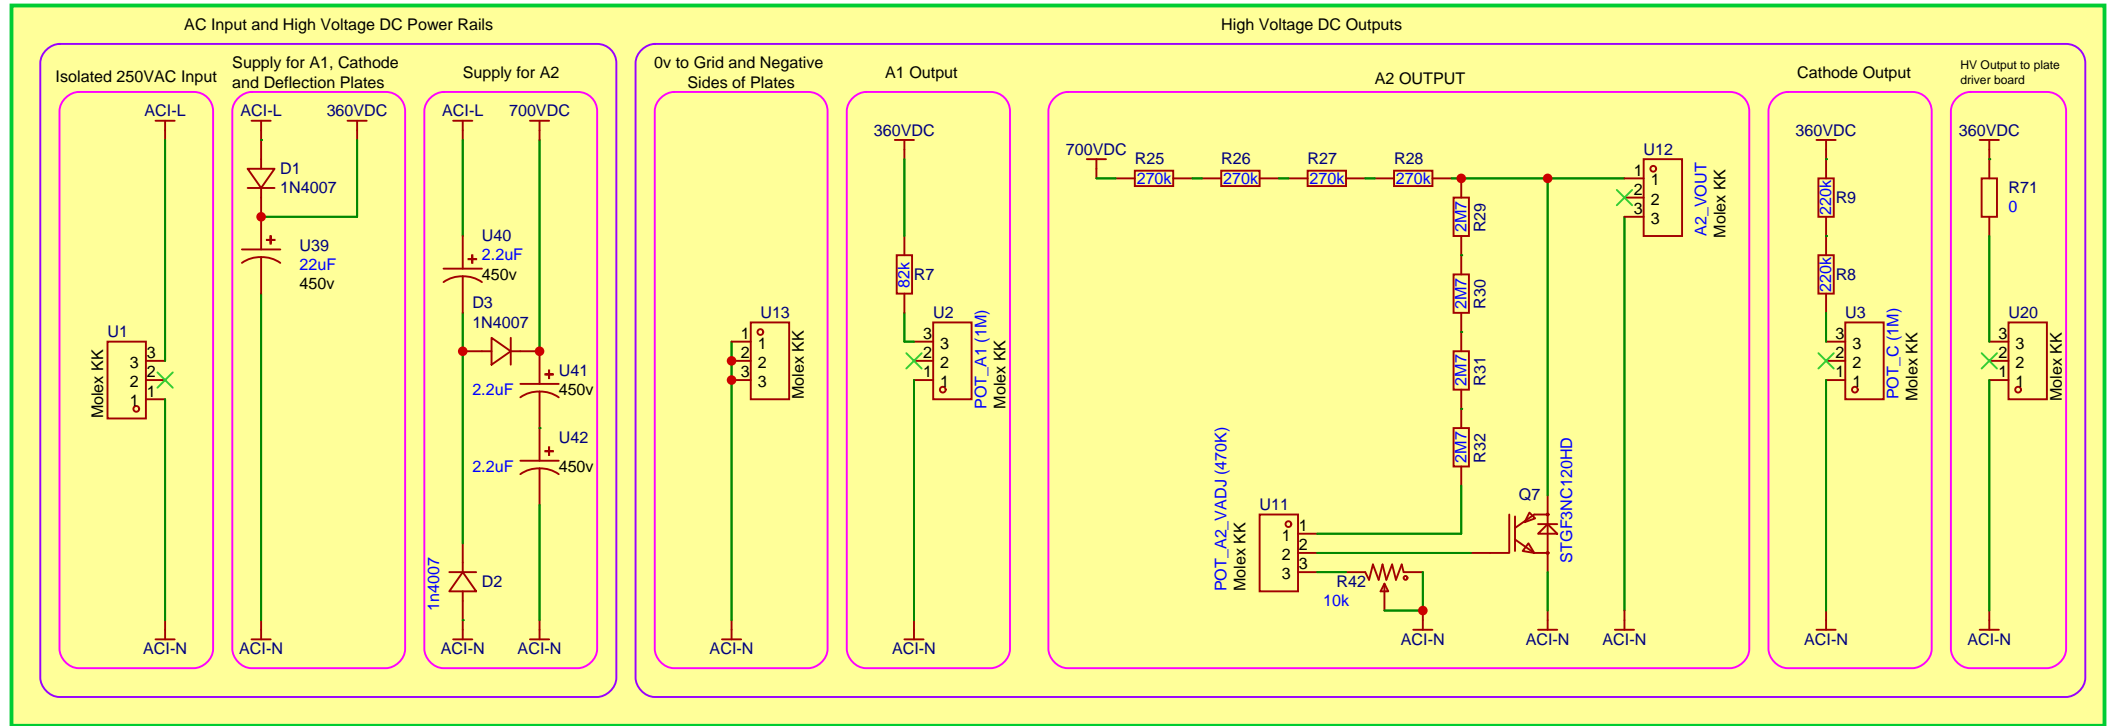 AC Input and High Voltage DC Power Rails
High Voltage DC Outputs
Isolated 250VAC Input
ACI-L
U1
Molex KK
3
2
1
3
2
1
ACI-N
Supply for A1, Cathode
and Deflection Plates
ACI-L
360VDC
D1
1N4007
U39
22uF
450v
ACI-N
Supply for A2
ACI-L
700VDC
U40
2.2uF
450v
D3
1N4007
U41
2.2uF
450v
U42
2.2uF
450v
1n4007
D2
ACI-N
ACI-N
0v to Grid and Negative
Sides of Plates
U13
Molex KK
1
2
3
1
2
3
ACI-N
A1 Output
360VDC
82k
R7
U2
POT_A1 (1M)
Molex KK
3
2
1
3
2
1
ACI-N
A2 OUTPUT
700VDC
R25
270k
R26
270k
R27
270k
R28
270k
2M7
R29
2M7
R30
2M7
R31
2M7
R32
U12
A2_VOUT
Molex KK
1
2
3
1
2
3
POT_A2_VADJ (470K)
Molex KK
U11
1
2
3
1
2
3
R42
10k
Q7
STGF3NC120HD
ACI-N
ACI-N
ACI-N
Cathode Output
360VDC
220k
R9
220k
R8
U3
POT_C (1M)
Molex KK
3
2
1
3
2
1
ACI-N
HV Output to plate
driver board
360VDC
R71
0
U20
Molex KK
3
2
1
3
2
1
ACI-N